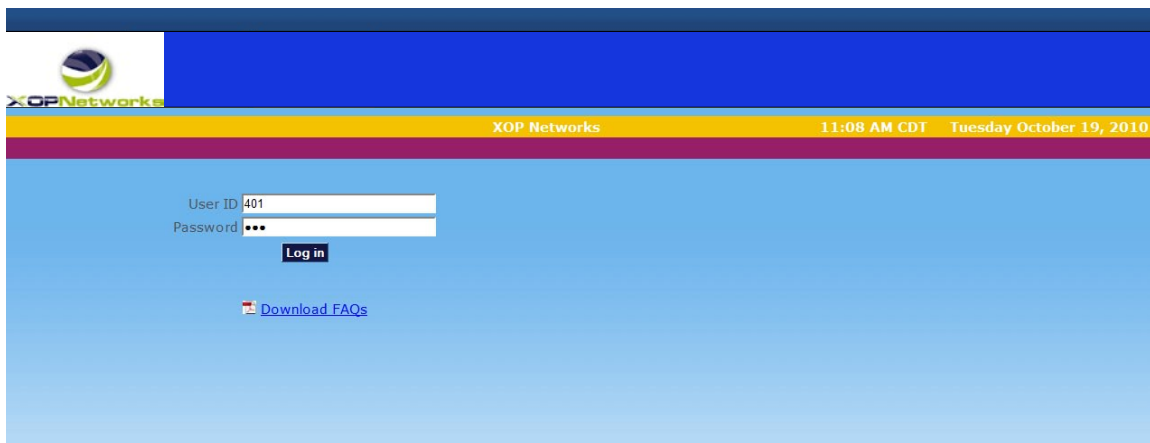 XOPNetworks
XOP Networks 11:08 AM CDT Tuesday October 19, 2010
User ID 401
Password •••
Log in
Download FAQs